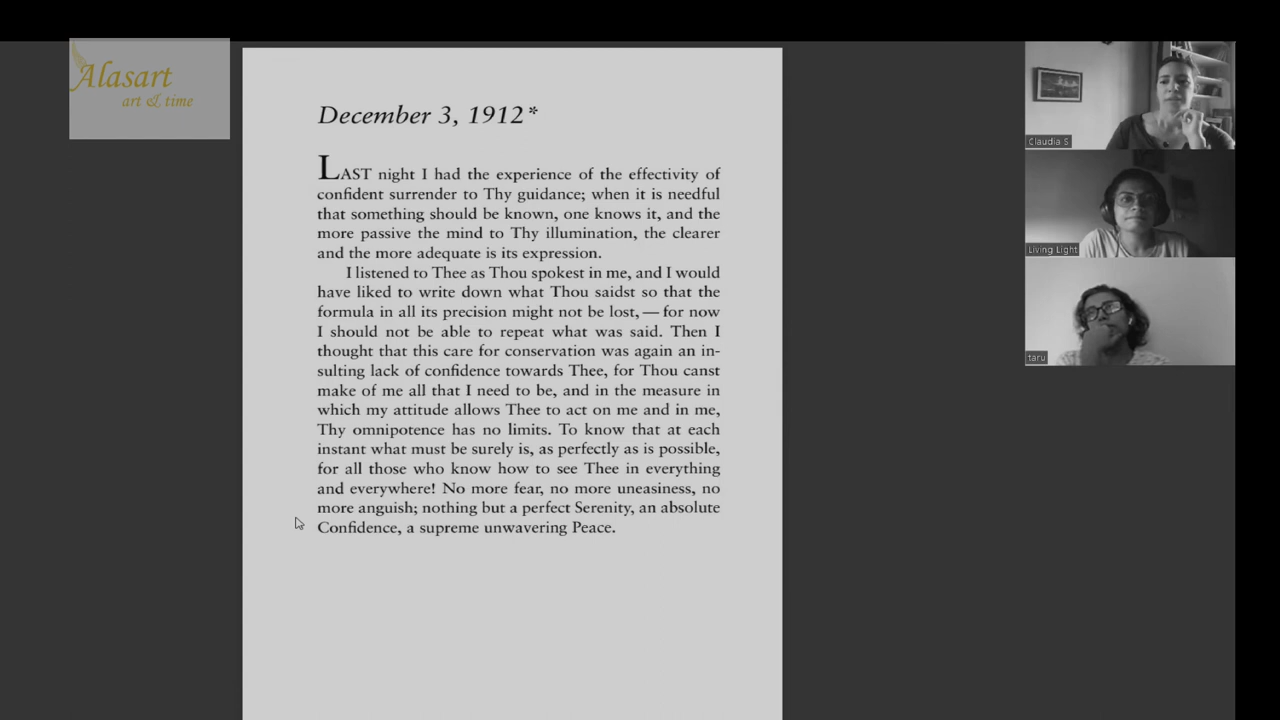 Alasart
art & time
December 3, 1912*
LAST night I had the experience of the effectivity of
confident surrender to Thy guidance; when it is needful
that something should be known, one knows it, and the
more passive the mind to Thy illumination, the clearer
and the more adequate is its expression.
I listened to Thee as Thou spokest in me, and I would
have liked to write down what Thou saidst so that the
formula in all its precision might not be lost, — for now
I should not be able to repeat what was said. Then I
thought that this care for conservation was again an in-
sulting lack of confidence towards Thee, for Thou canst
make of me all that I need to be, and in the measure in
which my attitude allows Thee to act on me and in me,
Thy omnipotence has no limits. To know that at each
instant what must be surely is, as perfectly as is possible,
for all those who know how to see Thee in everything
and everywhere! No more fear, no more uneasiness, no
more anguish; nothing but a perfect Serenity, an absolute
Confidence, a supreme unwavering Peace.
Claudia S
Living Light
taru